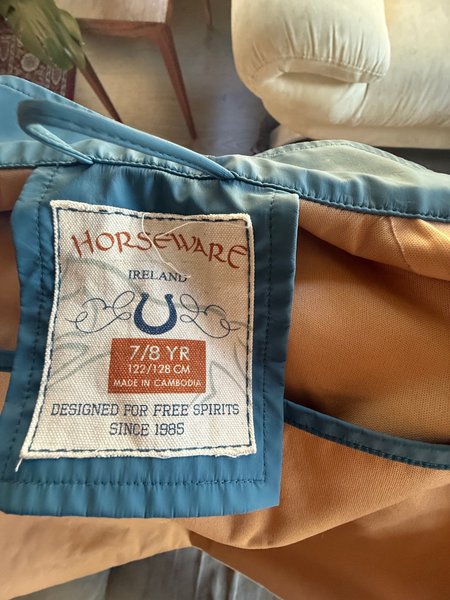 HORSEWARE
IRELAND
7/8 YR
122/128 CM
MADE IN CAMBODIA
DESIGNED FOR FREE SPIRITS
SINCE 1985